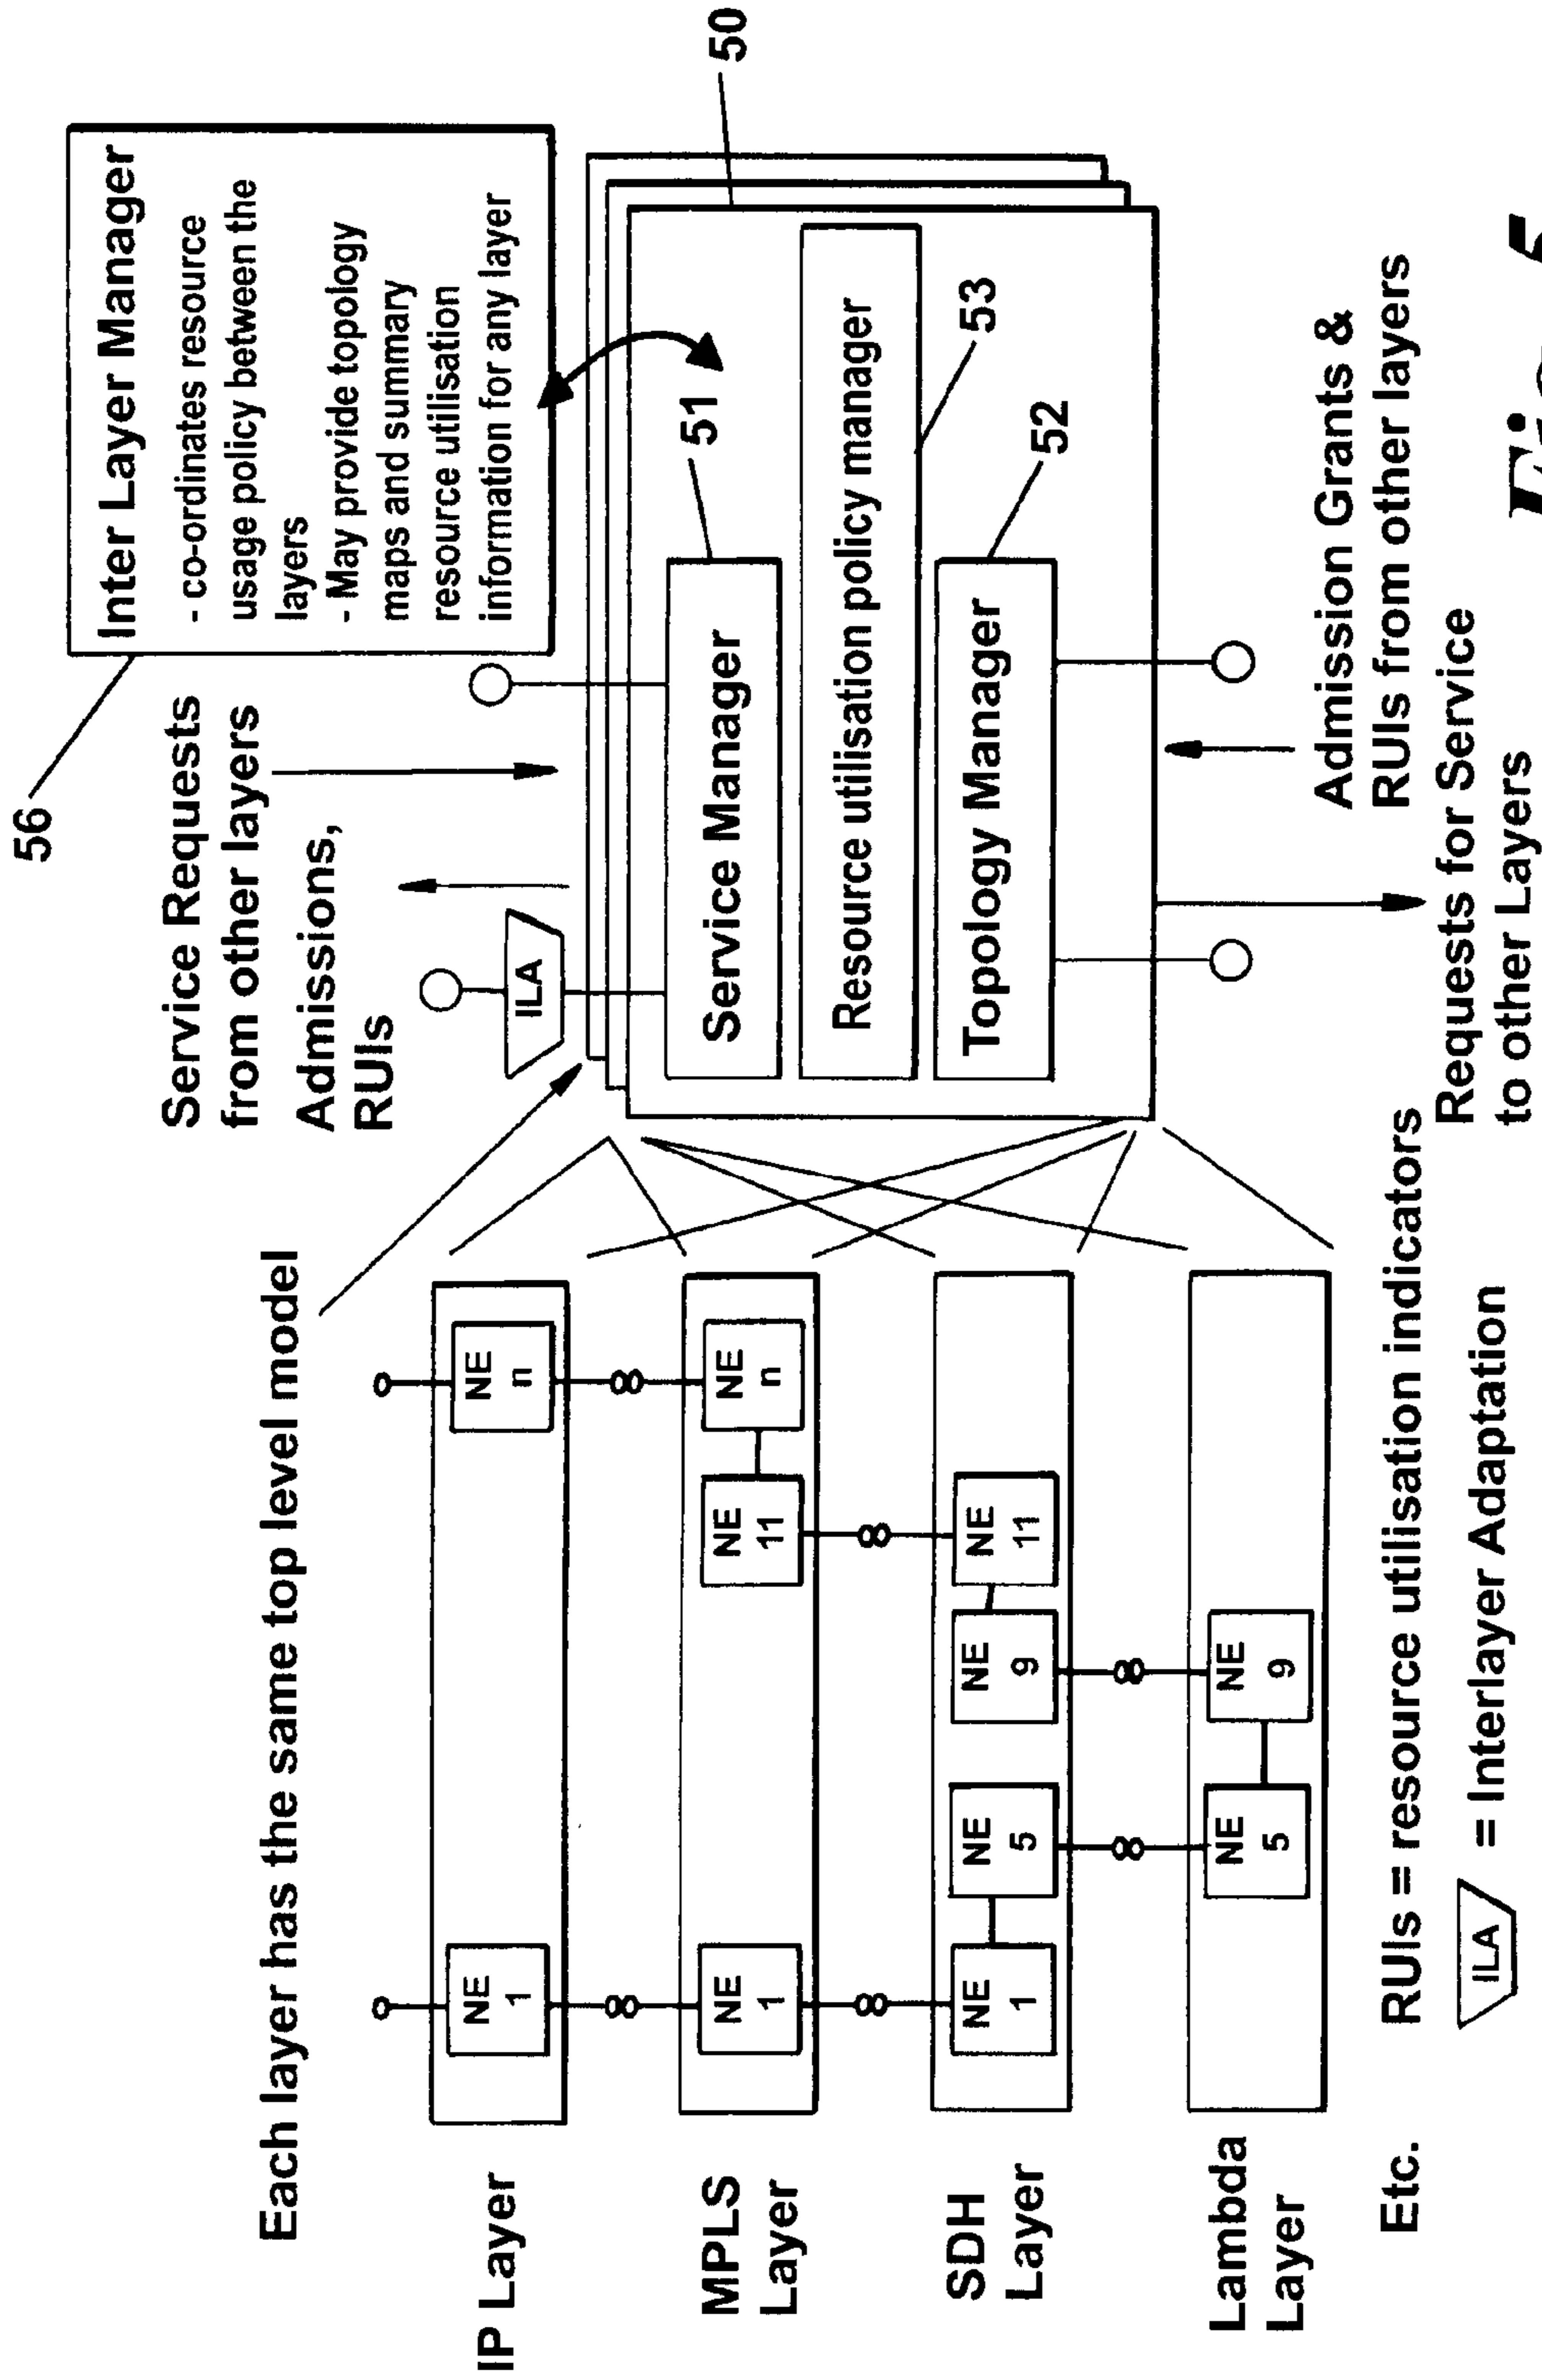 56
Inter Layer Manager
- co-ordinates resource
usage policy between the
layers
- May provide topology
maps and summary
resource utilisation
information for any layer
Service Requests
from other layers
Admissions,
RUIs
ILA
50
Service Manager
51
Resource utilisation policy manager
53
Topology Manager
52
Admission Grants &
RUIs from other layers
Requests for Service
to other Layers
Each layer has the same top level model
IP Layer
NE
1
NE
n
MPLS
Layer
NE
1
NE
11
NE
n
SDH
Layer
NE
1
NE
5
NE
9
NE
11
Lambda
Layer
NE
5
NE
9
Etc.
RUIs = resource utilisation indicators
ILA = Interlayer Adaptation